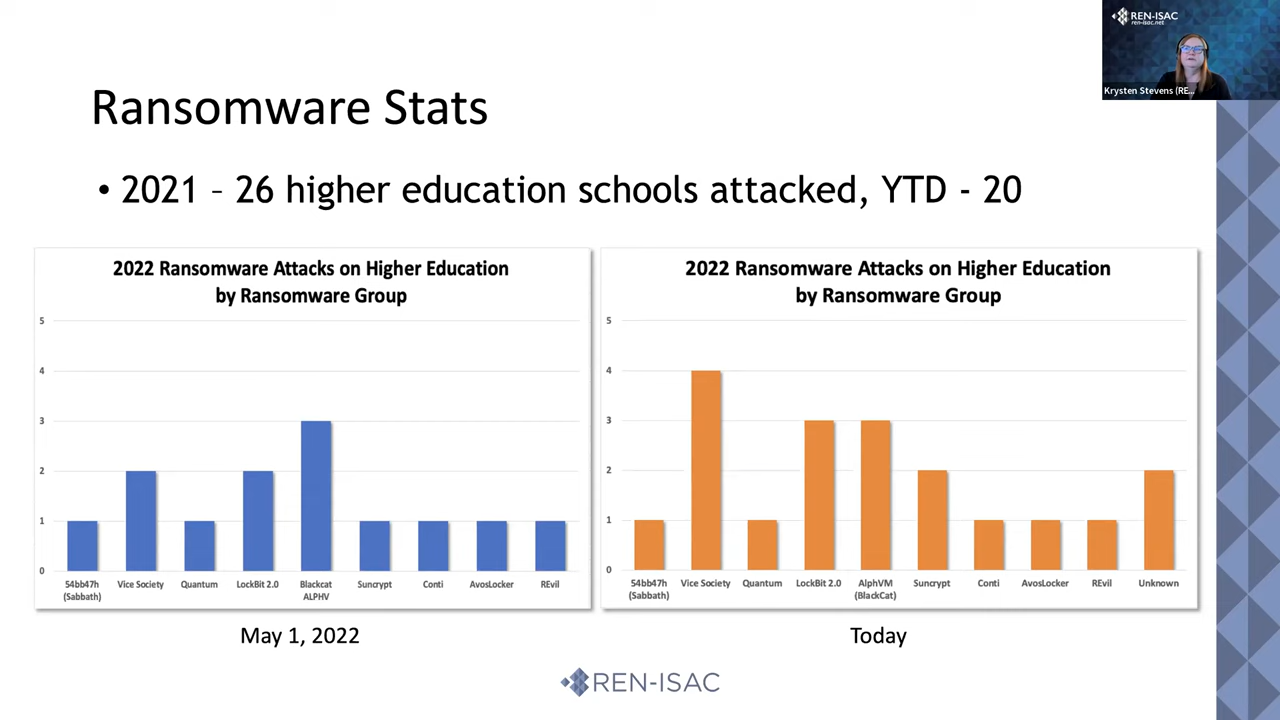 REN-ISAC
ren-isac.net
Krysten Stevens (RE...
Ransomware Stats
• 2021 – 26 higher education schools attacked, YTD - 20
2022 Ransomware Attacks on Higher Education
by Ransomware Group
5
4
3
2
1
0
54bb47h Vice Society Quantum LockBit 2.0 Blackcat Suncrypt Conti AvosLocker REvil
(Sabbath) ALPHV
May 1, 2022
2022 Ransomware Attacks on Higher Education
by Ransomware Group
5
4
3
2
1
0
54bb47h Vice Society Quantum LockBit 2.0 AlphVM Suncrypt Conti AvosLocker REvil Unknown
(Sabbath) (BlackCat)
Today
REN-ISAC